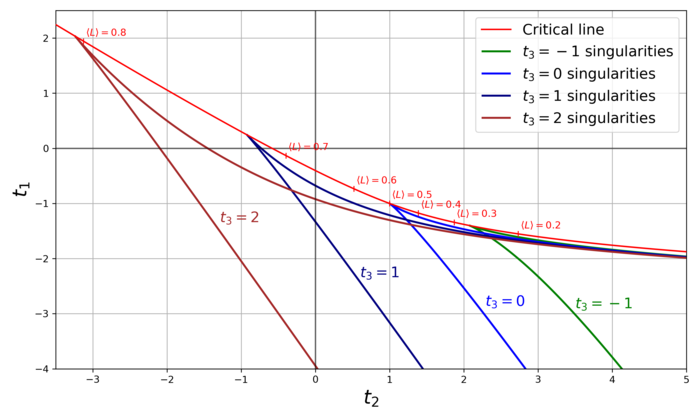 Critical line
t₃ = −1 singularities
t₃ = 0 singularities
t₃ = 1 singularities
t₃ = 2 singularities
⟨L⟩ = 0.8
⟨L⟩ = 0.7
⟨L⟩ = 0.6
⟨L⟩ = 0.5
⟨L⟩ = 0.4
⟨L⟩ = 0.3
⟨L⟩ = 0.2
t₃ = 2
t₃ = 1
t₃ = 0
t₃ = −1
2
1
0
−1
−2
−3
−4
t₁
−3
−2
−1
0
1
2
3
4
5
t₂